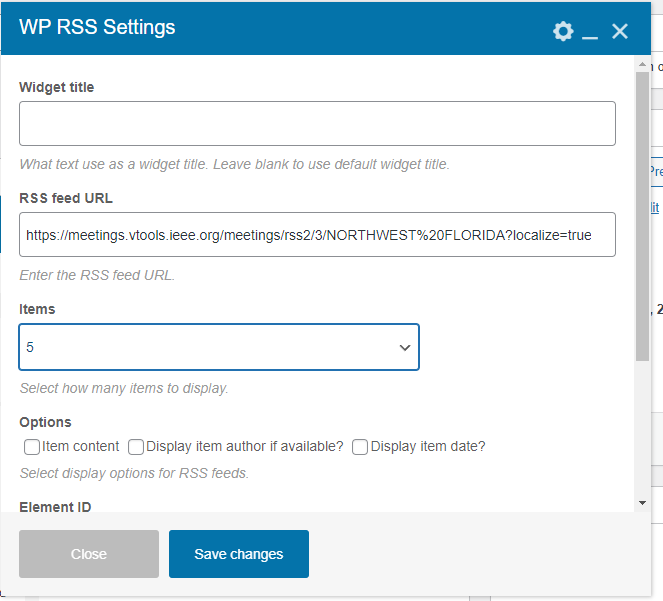 WP RSS Settings
Widget title
What text use as a widget title. Leave blank to use default widget title.
RSS feed URL
https://meetings.vtools.ieee.org/meetings/rss2/3/NORTHWEST%20FLORIDA?localize=true
Enter the RSS feed URL.
Items
5
Select how many items to display.
Options
Item content Display item author if available? Display item date?
Select display options for RSS feeds.
Element ID
Close Save changes